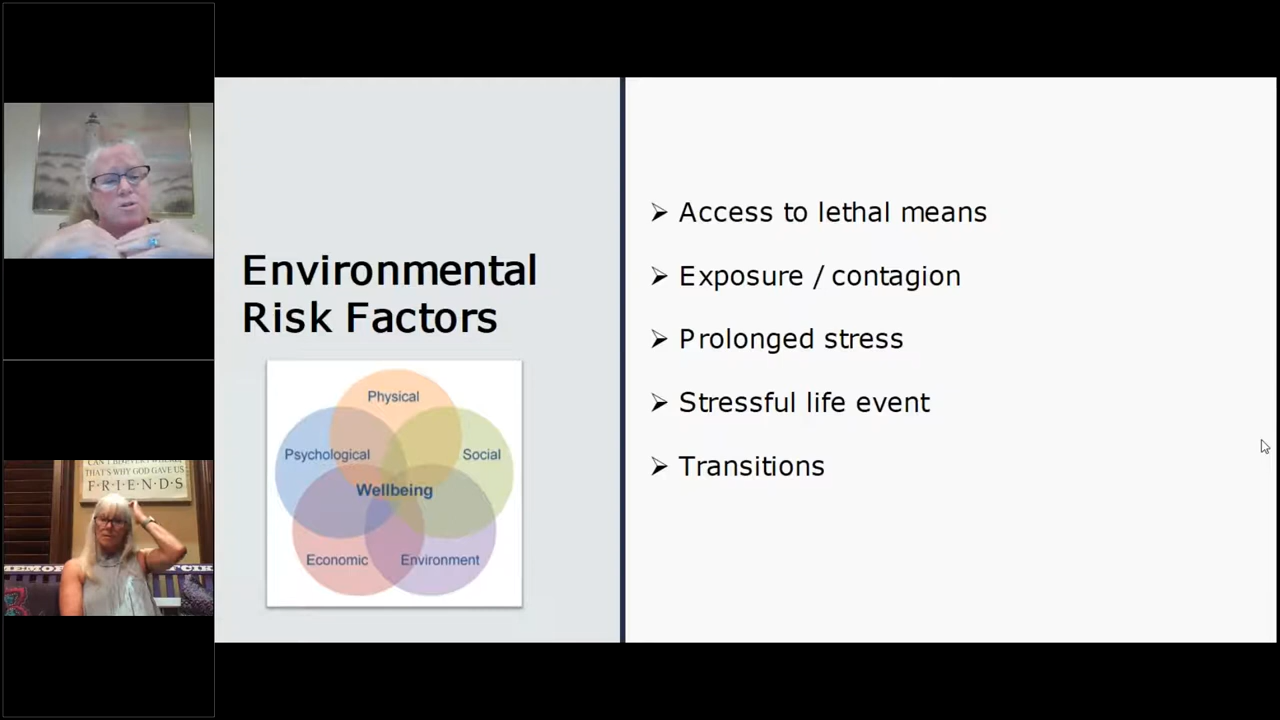 Environmental
Risk Factors
Physical
Psychological
Social
Wellbeing
Economic
Environment
➢ Access to lethal means
➢ Exposure / contagion
➢ Prolonged stress
➢ Stressful life event
➢ Transitions
THAT'S WHY GOD GAVE US
F·R·I·E·N·D·S